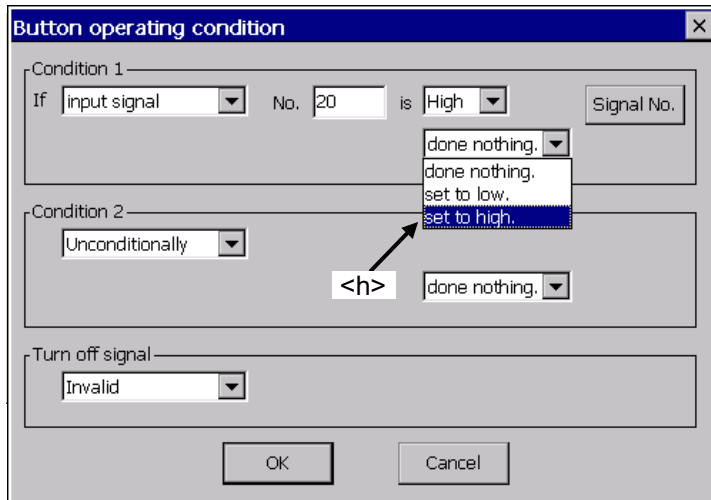 Button operating condition
Condition 1
If input signal No. 20 is High Signal No.
done nothing.
done nothing.
set to low.
set to high.
Condition 2
Unconditionally
<h> done nothing.
Turn off signal
Invalid
OK Cancel